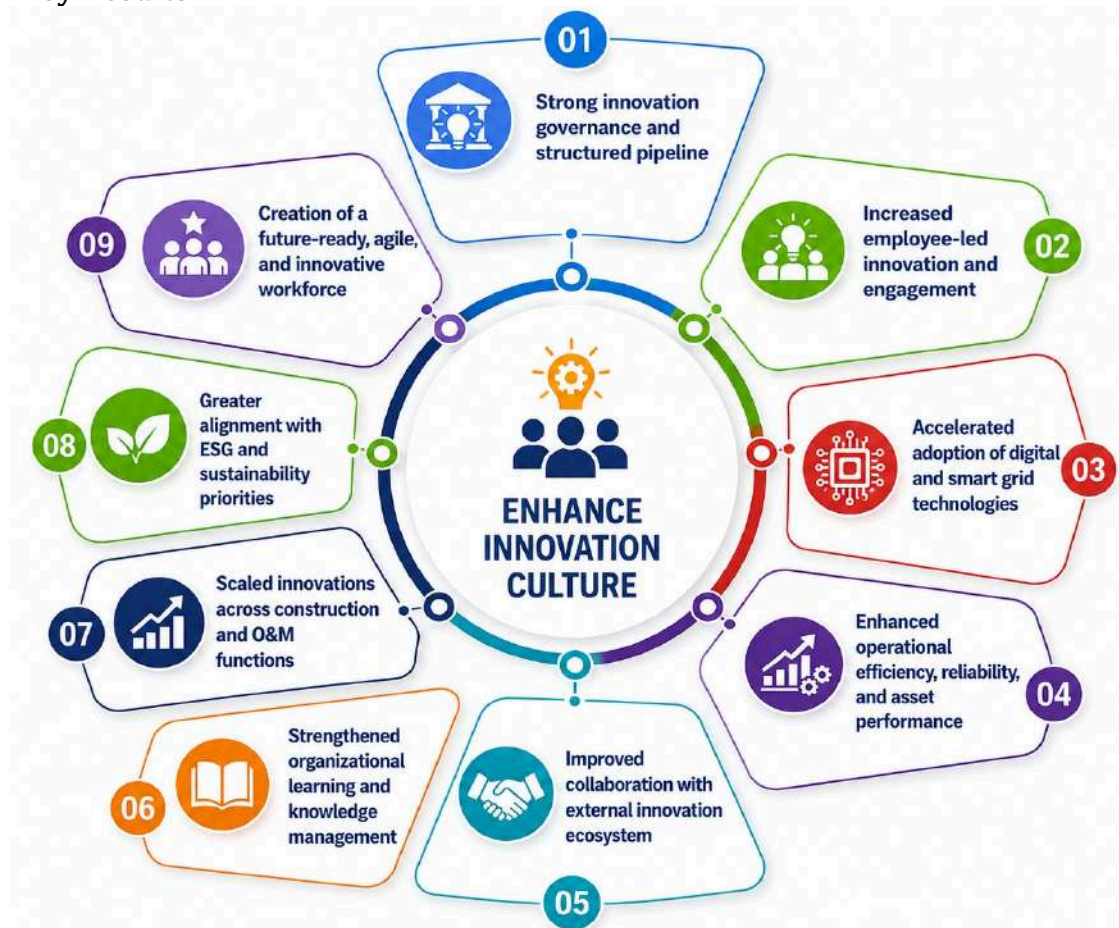 01
Strong innovation
governance and
structured pipeline
02
Increased
employee-led
innovation and
engagement
03
Accelerated
adoption of digital
and smart grid
technologies
04
Enhanced
operational
efficiency, reliability,
and asset
performance
05
Improved
collaboration with
external innovation
ecosystem
06
Strengthened
organizational
learning and
knowledge
management
07
Scaled innovations
across construction
and O&M
functions
08
Greater
alignment with
ESG and
sustainability
priorities
09
Creation of a
future-ready, agile,
and innovative
workforce
ENHANCE
INNOVATION
CULTURE